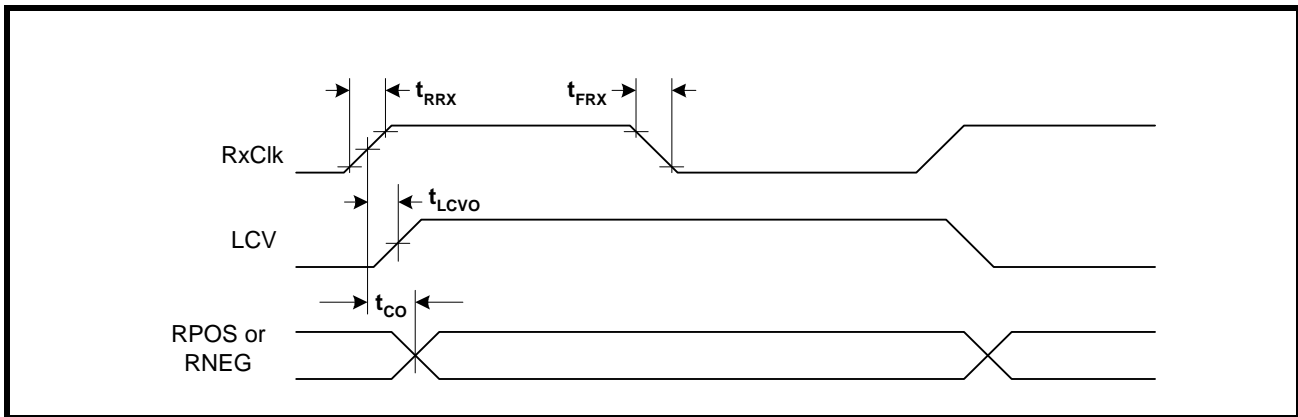 tRRX
tFRX
RxClk
tLCVO
LCV
tCO
RPOS or
RNEG